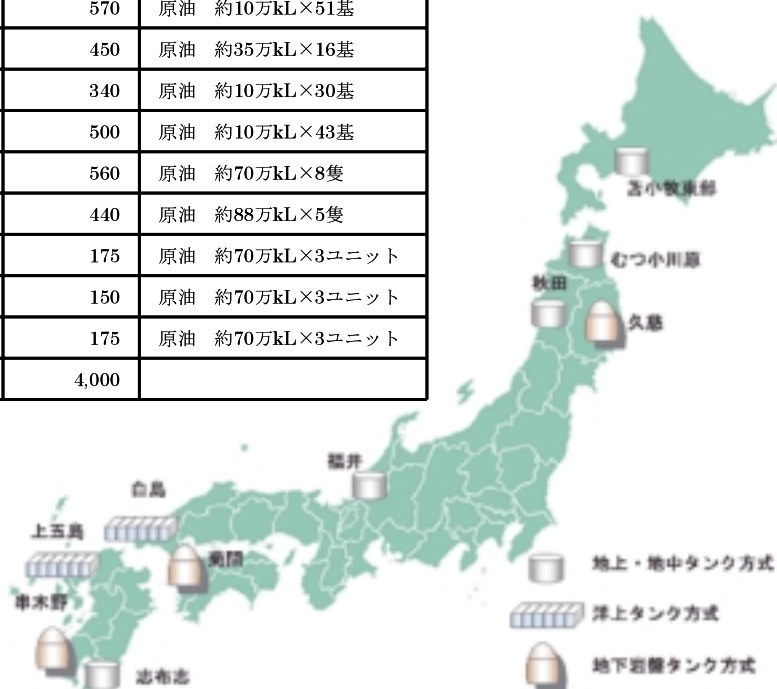 570 原油　約10万kL×51基
450 原油　約35万kL×16基
340 原油　約10万kL×30基
500 原油　約10万kL×43基
560 原油　約70万kL×8隻
440 原油　約88万kL×5隻
175 原油　約70万kL×3ユニット
150 原油　約70万kL×3ユニット
175 原油　約70万kL×3ユニット
4,000
苫小牧東部
むつ小川原
秋田
久慈
福井
白島
上五島
菊間
串木野
志布志
地上・地中タンク方式
洋上タンク方式
地下岩盤タンク方式